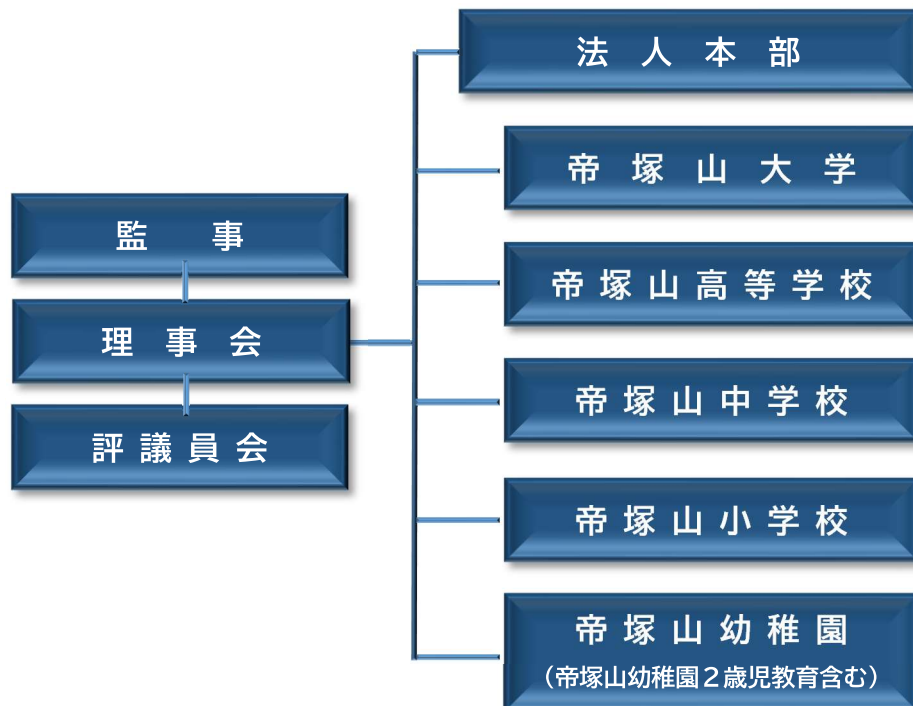 監事
理事会
評議員会
法人本部
帝塚山大学
帝塚山高等学校
帝塚山中学校
帝塚山小学校
帝塚山幼稚園
（帝塚山幼稚園２歳児教育含む）